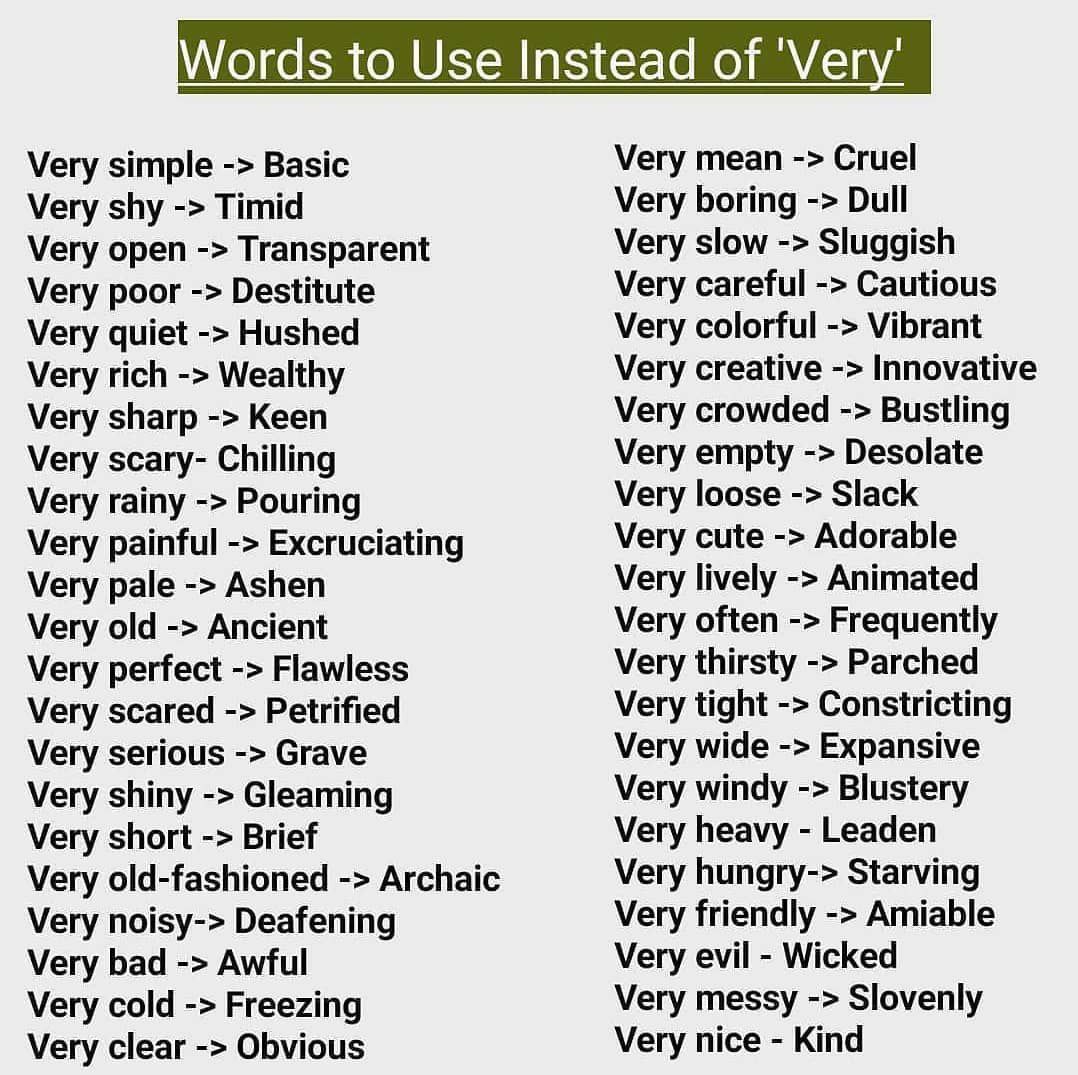 Words to Use Instead of 'Very'
Very simple -> Basic
Very shy -> Timid
Very open -> Transparent
Very poor -> Destitute
Very quiet -> Hushed
Very rich -> Wealthy
Very sharp -> Keen
Very scary- Chilling
Very rainy -> Pouring
Very painful -> Excruciating
Very pale -> Ashen
Very old -> Ancient
Very perfect -> Flawless
Very scared -> Petrified
Very serious -> Grave
Very shiny -> Gleaming
Very short -> Brief
Very old-fashioned -> Archaic
Very noisy-> Deafening
Very bad -> Awful
Very cold -> Freezing
Very clear -> Obvious
Very mean -> Cruel
Very boring -> Dull
Very slow -> Sluggish
Very careful -> Cautious
Very colorful -> Vibrant
Very creative -> Innovative
Very crowded -> Bustling
Very empty -> Desolate
Very loose -> Slack
Very cute -> Adorable
Very lively -> Animated
Very often -> Frequently
Very thirsty -> Parched
Very tight -> Constricting
Very wide -> Expansive
Very windy -> Blustery
Very heavy - Leaden
Very hungry-> Starving
Very friendly -> Amiable
Very evil - Wicked
Very messy -> Slovenly
Very nice - Kind